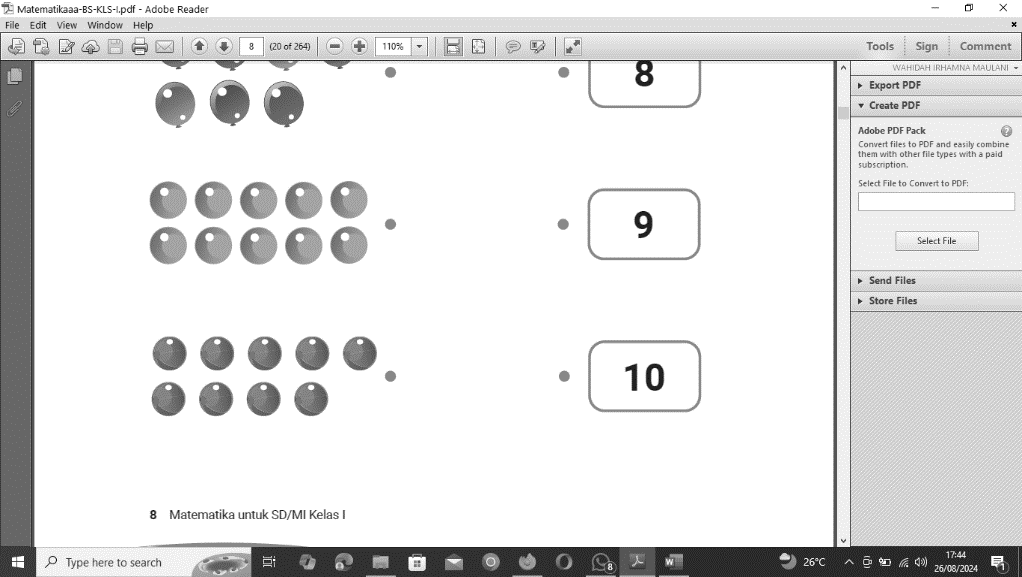 Matematikaaa-BS-KLS-I.pdf - Adobe Reader
File Edit View Window Help
8 (20 of 264) 110% Tools Sign Comment
WAHIDAH IRHAMNA MAULANI
Export PDF
Create PDF
Adobe PDF Pack
Convert files to PDF and easily combine
them with other file types with a paid
subscription.
Select File to Convert to PDF:
Select File
Send Files
Store Files
8
9
10
8 Matematika untuk SD/MI Kelas I
Type here to search
8
26°C
17:44
26/08/2024
1